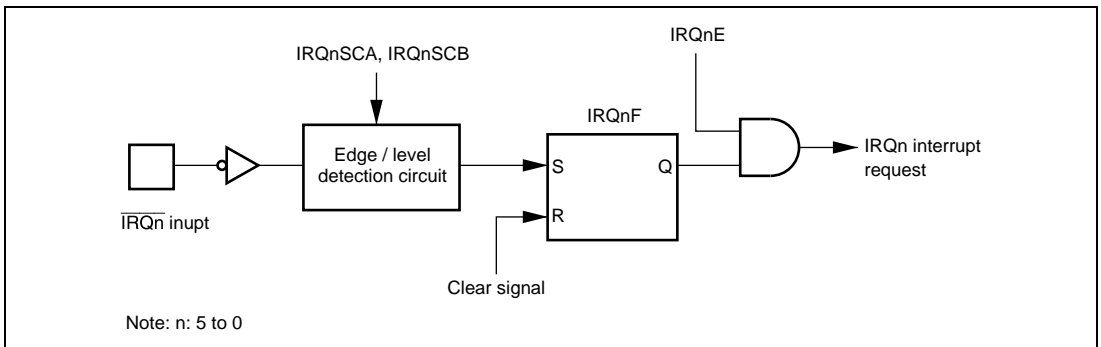 IRQnE
IRQnSCA, IRQnSCB
IRQnF
Edge / level
detection circuit
S
Q
R
IRQn interrupt
request
IRQn inupt
Clear signal
Note: n: 5 to 0